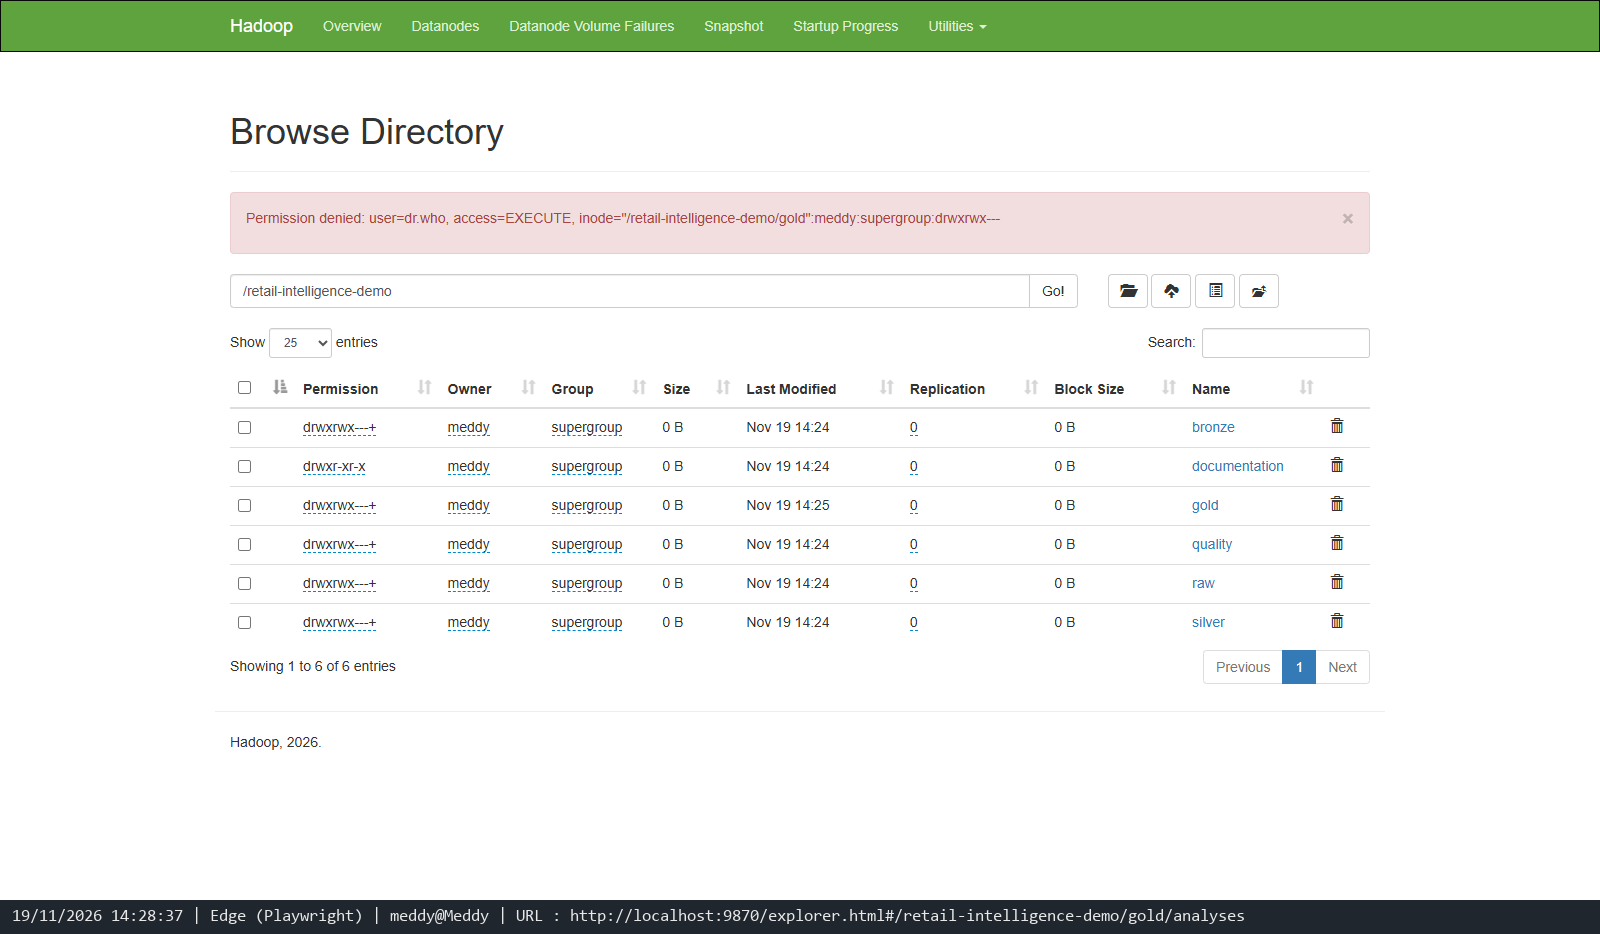 Hadoop Overview Datanodes Datanode Volume Failures Snapshot Startup Progress Utilities
Browse Directory
Permission denied: user=dr.who, access=EXECUTE, inode="/retail-intelligence-demo/gold":meddy:supergroup:drwxrwx---
×
/retail-intelligence-demo Go!
Show 25 entries Search:
Permission Owner Group Size Last Modified Replication Block Size Name
drwxrwx---+ meddy supergroup 0 B Nov 19 14:24 0 0 B bronze
drwxr-xr-x meddy supergroup 0 B Nov 19 14:24 0 0 B documentation
drwxrwx---+ meddy supergroup 0 B Nov 19 14:25 0 0 B gold
drwxrwx---+ meddy supergroup 0 B Nov 19 14:24 0 0 B quality
drwxrwx---+ meddy supergroup 0 B Nov 19 14:24 0 0 B raw
drwxrwx---+ meddy supergroup 0 B Nov 19 14:24 0 0 B silver
Showing 1 to 6 of 6 entries Previous 1 Next
Hadoop, 2026.
19/11/2026 14:28:37 | Edge (Playwright) | meddy@Meddy | URL : http://localhost:9870/explorer.html#/retail-intelligence-demo/gold/analyses